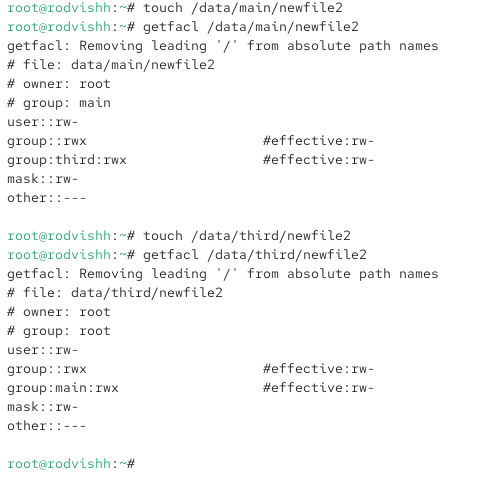 root@rodvishh:~# touch /data/main/newfile2
root@rodvishh:~# getfacl /data/main/newfile2
getfacl: Removing leading '/' from absolute path names
# file: data/main/newfile2
# owner: root
# group: main
user::rw-
group::rwx #effective:rw-
group:third:rwx #effective:rw-
mask::rw-
other::---
root@rodvishh:~# touch /data/third/newfile2
root@rodvishh:~# getfacl /data/third/newfile2
getfacl: Removing leading '/' from absolute path names
# file: data/third/newfile2
# owner: root
# group: root
user::rw-
group::rwx #effective:rw-
group:main:rwx #effective:rw-
mask::rw-
other::---
root@rodvishh:~#